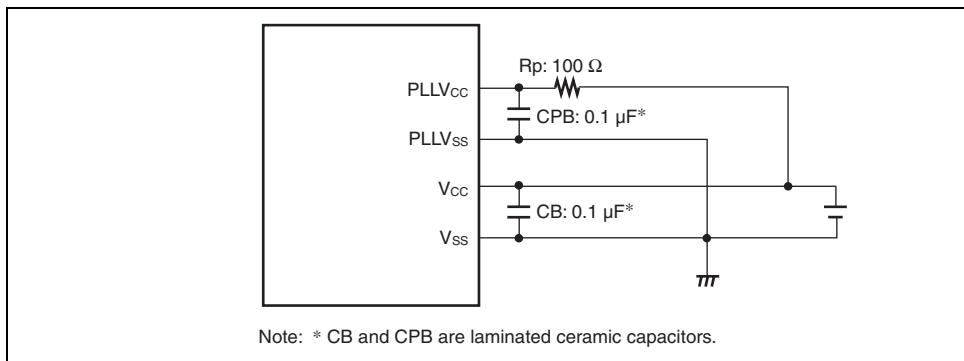 Rp: 100 Ω
PLLVCC
CPB: 0.1 µF*
PLLVSS
VCC
CB: 0.1 µF*
VSS
Note: * CB and CPB are laminated ceramic capacitors.